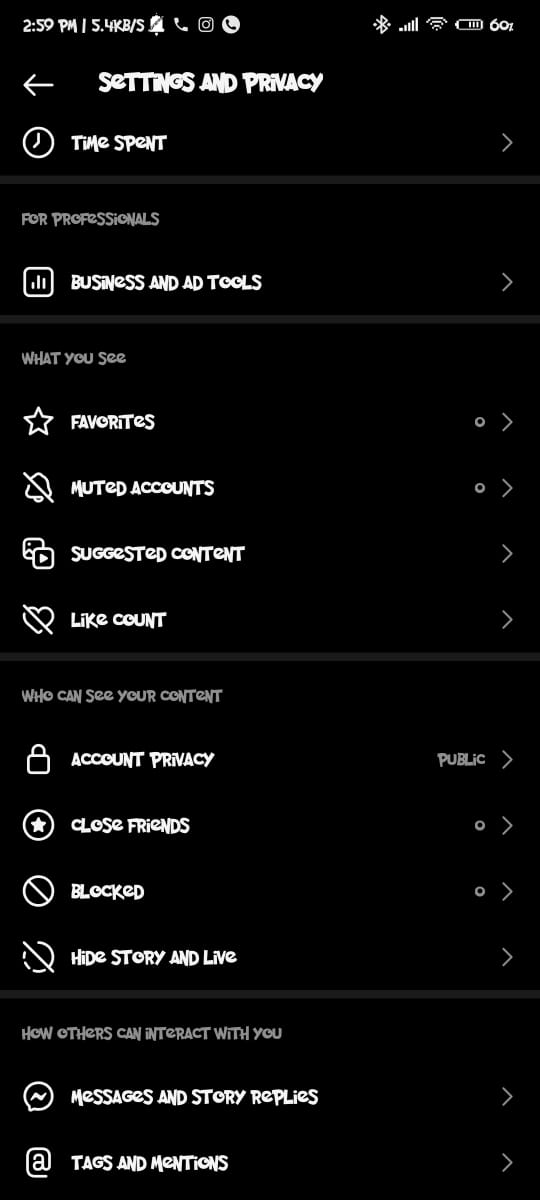 2:59 PM | 5.4KB/S 60%
Settings and privacy
Time spent
For professionals
Business and ad tools
What you see
Favorites 0
Muted accounts 0
Suggested content
Like count
Who can see your content
Account privacy Public
Close Friends 0
Blocked 0
Hide story and live
How others can interact with you
Messages and story replies
Tags and mentions